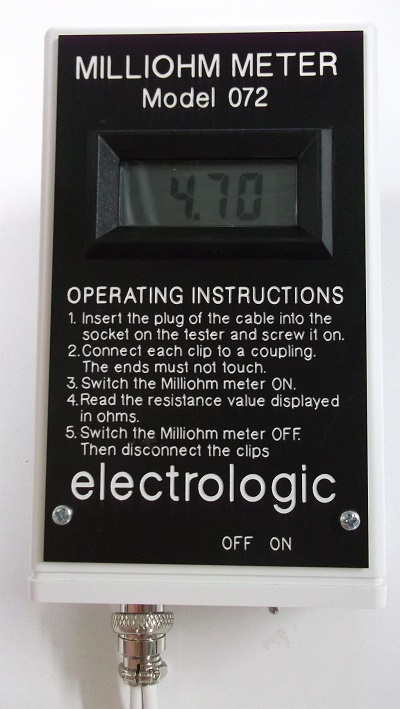 MILLIOHM METER
Model 072
4.70
OPERATING INSTRUCTIONS
1. Insert the plug of the cable into the
socket on the tester and screw it on.
2. Connect each clip to a coupling.
The ends must not touch.
3. Switch the Milliohm meter ON.
4. Read the resistance value displayed
in ohms.
5. Switch the Milliohm meter OFF.
Then disconnect the clips
electrologic
OFF ON